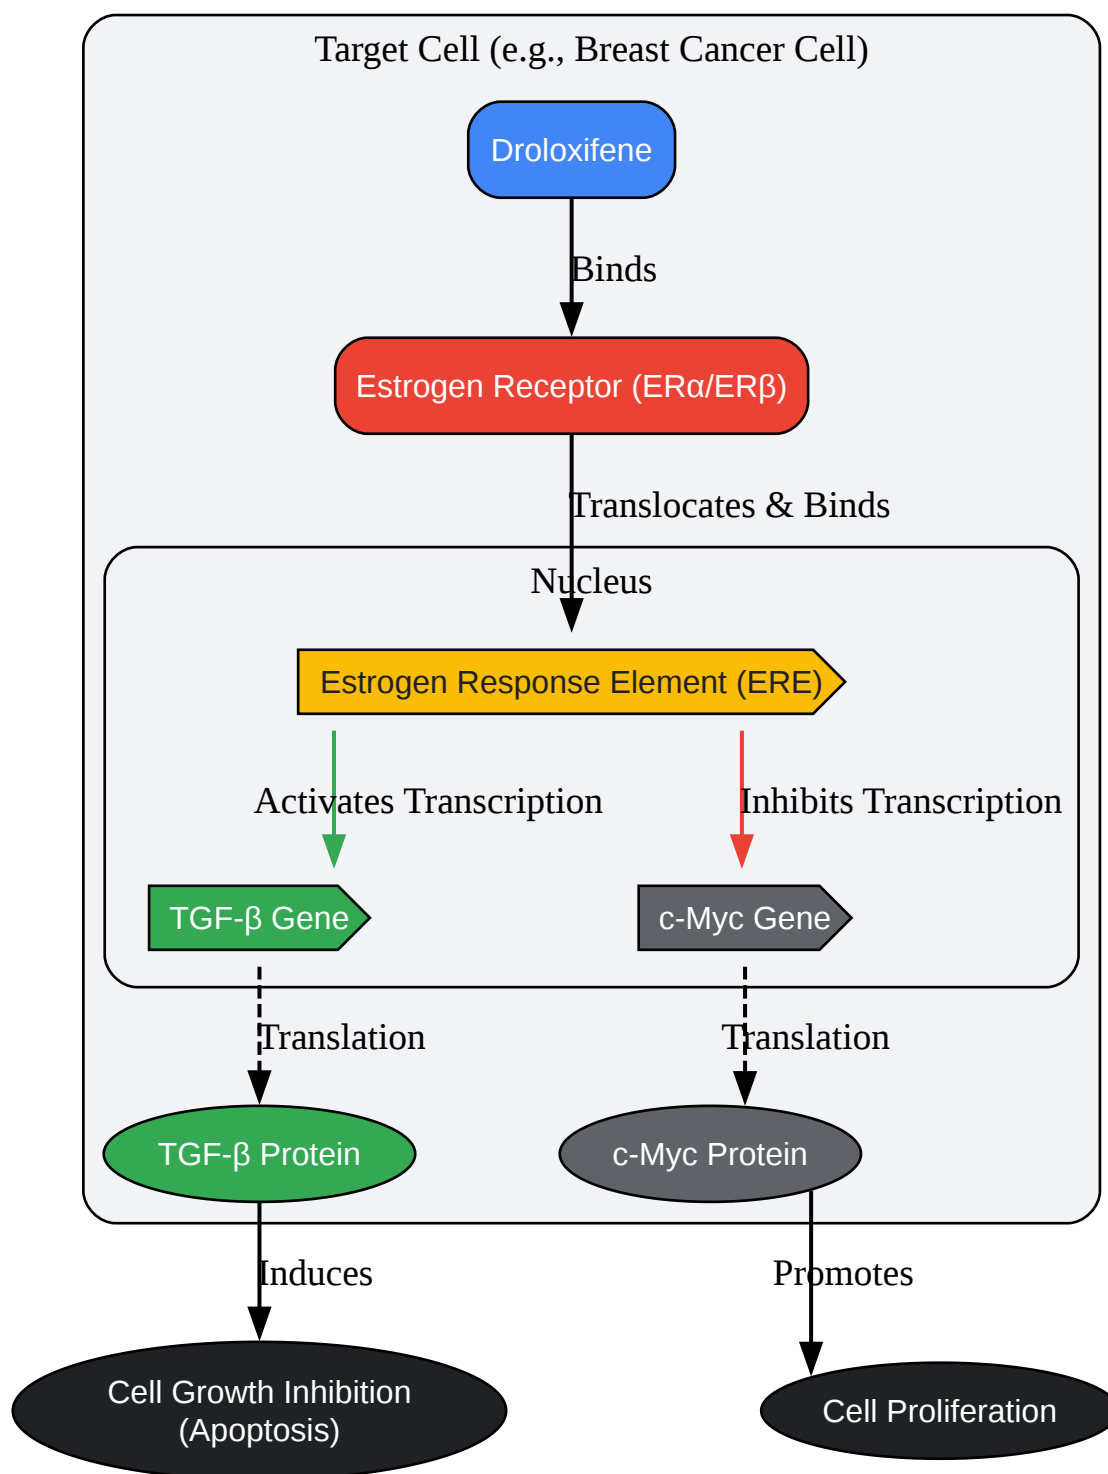 Target Cell (e.g., Breast Cancer Cell)
Droloxifene
Binds
Estrogen Receptor (ERα/ERβ)
Translocates & Binds
Nucleus
Estrogen Response Element (ERE)
Activates Transcription
Inhibits Transcription
TGF-β Gene
c-Myc Gene
Translation
Translation
TGF-β Protein
c-Myc Protein
Induces
Promotes
Cell Growth Inhibition
(Apoptosis)
Cell Proliferation